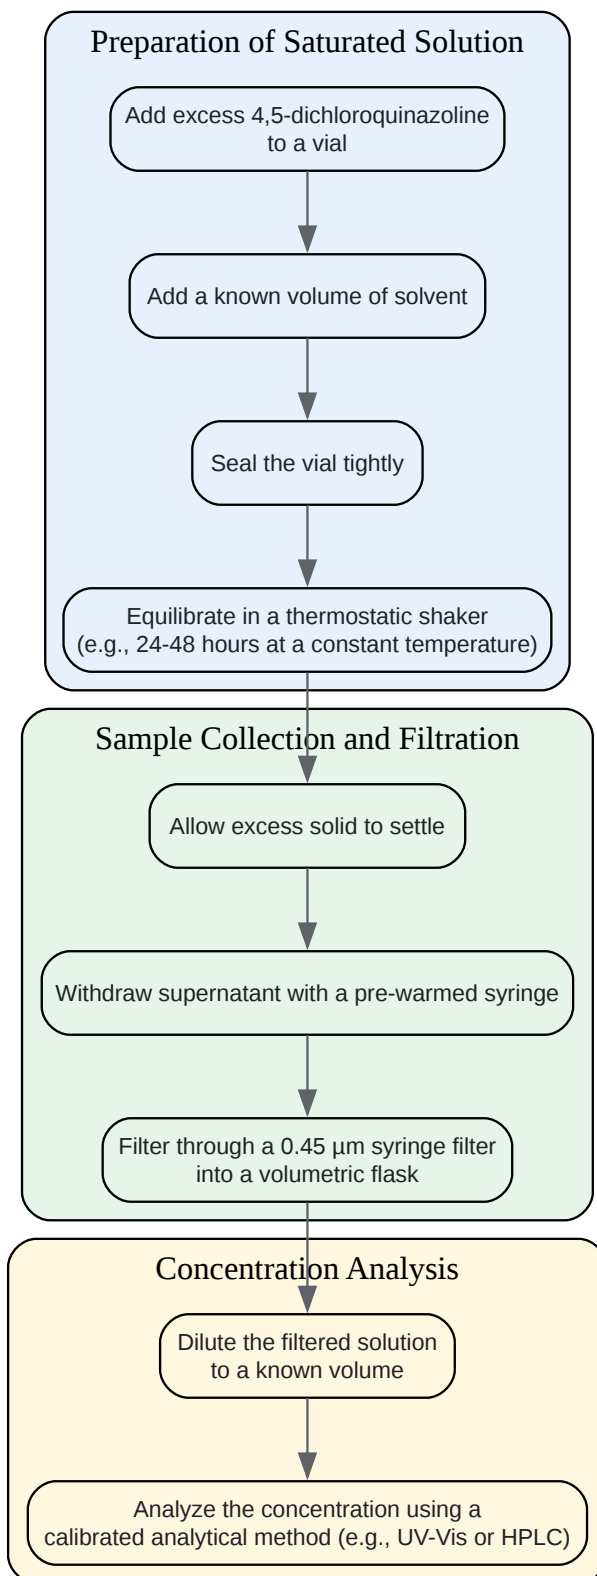 Preparation of Saturated Solution
Add excess 4,5-dichloroquinazoline
to a vial
Add a known volume of solvent
Seal the vial tightly
Equilibrate in a thermostatic shaker
(e.g., 24-48 hours at a constant temperature)
Sample Collection and Filtration
Allow excess solid to settle
Withdraw supernatant with a pre-warmed syringe
Filter through a 0.45 µm syringe filter
into a volumetric flask
Concentration Analysis
Dilute the filtered solution
to a known volume
Analyze the concentration using a
calibrated analytical method (e.g., UV-Vis or HPLC)